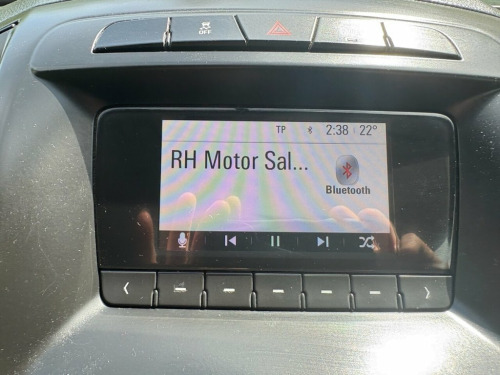 OFF
TP 2:38 22°
RH Motor Sal...
Bluetooth